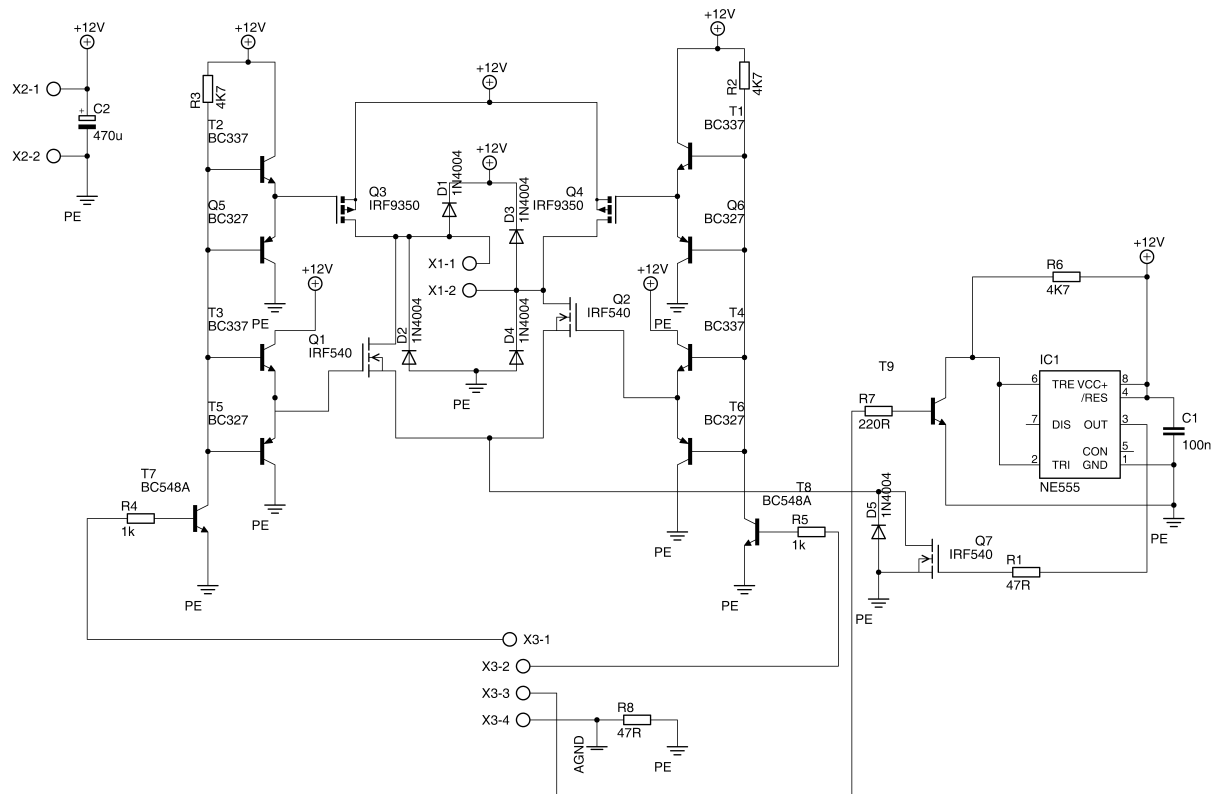 +12V
X2-1
C2
+
470u
X2-2
PE
+12V
R3
4K7
T2
BC337
Q5
BC327
PE
+12V
T3
BC337
T5
BC327
PE
T7
BC548A
R4
1k
PE
+12V
Q3
IRF9350
D1
1N4004
+12V
D3
1N4004
Q4
IRF9350
X1-1
X1-2
Q1
IRF540
D2
1N4004
D4
1N4004
PE
Q2
IRF540
+12V
R2
4K7
T1
BC337
Q6
BC327
+12V
PE
T4
BC337
T6
BC327
PE
T8
BC548A
R5
1k
PE
+12V
R6
4K7
T9
R7
220R
IC1
6
TRE
VCC+
8
/RES
4
7
DIS
OUT
3
CON
5
2
TRI
GND
1
NE555
C1
100n
PE
D5
1N4004
Q7
IRF540
R1
47R
PE
X3-1
X3-2
X3-3
X3-4
AGND
R8
47R
PE